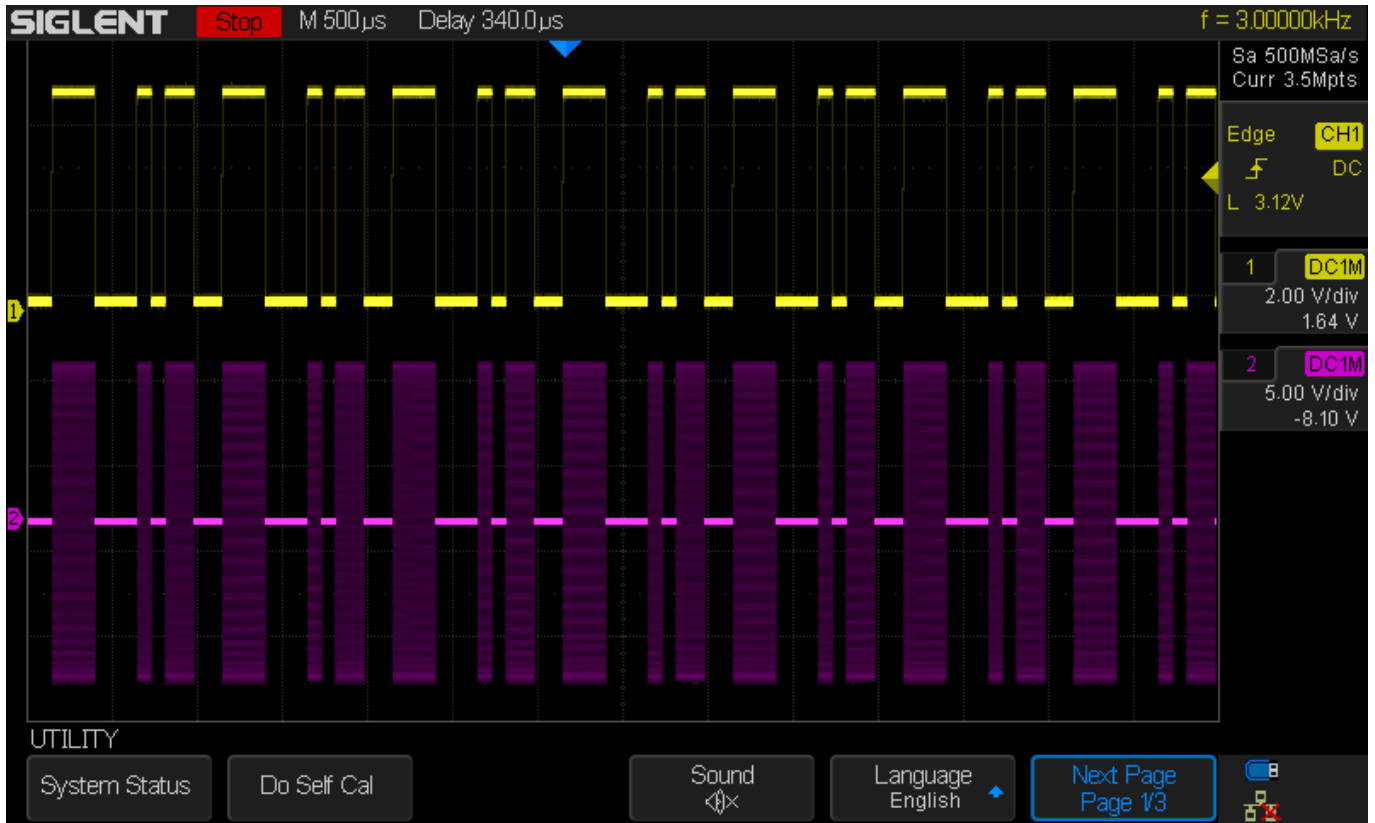 SIGLENT Stop M 500µs Delay 340.0µs f = 3.00000kHz
Sa 500MSa/s
Curr 3.5Mpts
Edge CH1
DC
L 3.12V
1 DC1M
2.00 V/div
1.64 V
2 DC1M
5.00 V/div
-8.10 V
1
2
UTILITY
System Status
Do Self Cal
Sound
Language
English
Next Page
Page 1/3